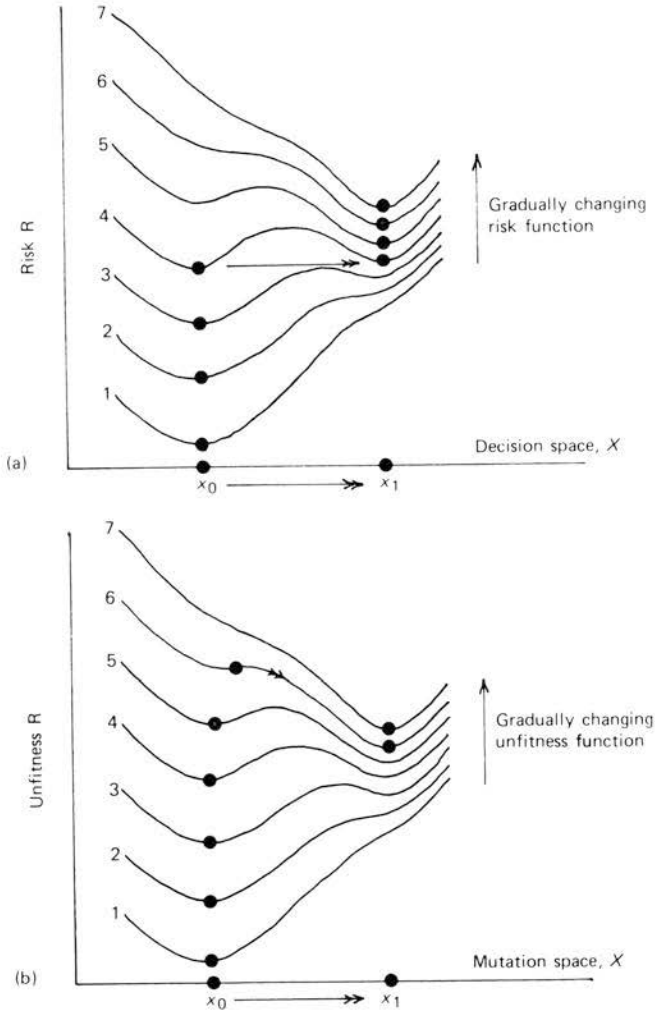 7
6
5
4
3
2
1
Risk R
Gradually changing
risk function
Decision space, X
(a)
x₀
x₁
7
6
5
4
3
2
1
Unfitness R
Gradually changing
unfitness function
Mutation space, X
(b)
x₀
x₁